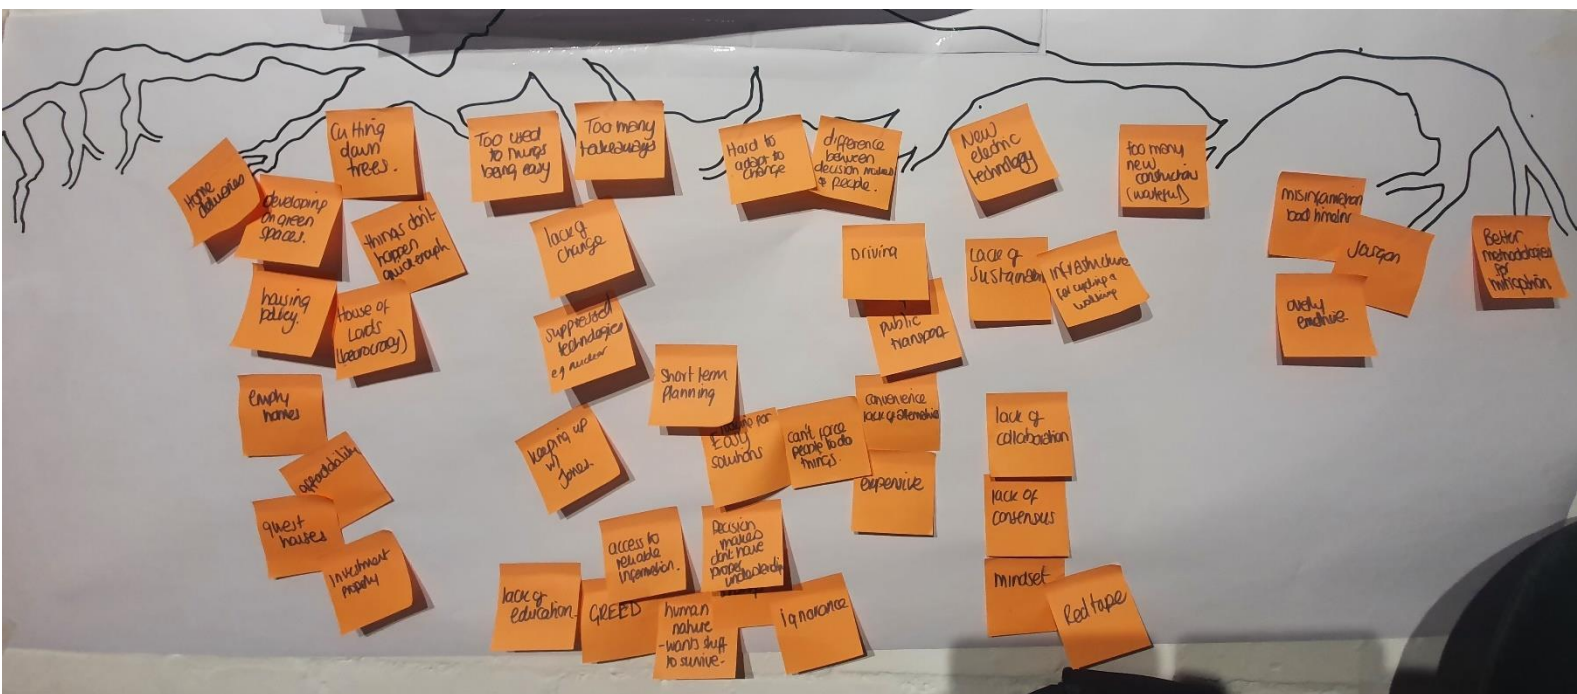 Home
deliveries
developing
on green
spaces.
Cutting
down
trees.
things don't
happen
quick enough
housing
policy.
House of
Lords
(beurocracy)
empty
homes
affordability
guest
houses
Investment
property
Too used
to things
being easy
Too many
takeaways
lack of
change
suppressed
technologies
eg nuclear
keeping up
w/ Jones.
short term
planning
Easy
solutions
can't force
people to do
things.
access to
reliable
information.
Decision
makers
dont have
proper
understanding
lack of
education
GREED
human
nature
-wants stuff
to survive-
ignorance
Hard to
adapt to
change
difference
between
decision makers
& people.
Driving
public
transport
convenience
lack of alternative
expensive
New
electric
technology
Lack of
sustainem
infrastructure
for cycling &
walking
lack of
collaboration
lack of
consensus
mindset
Red tape
too many
new
constructions
(wasteful)
misinformation
Jargon
overly
emotive-
Better
methodologies
for
mitigation